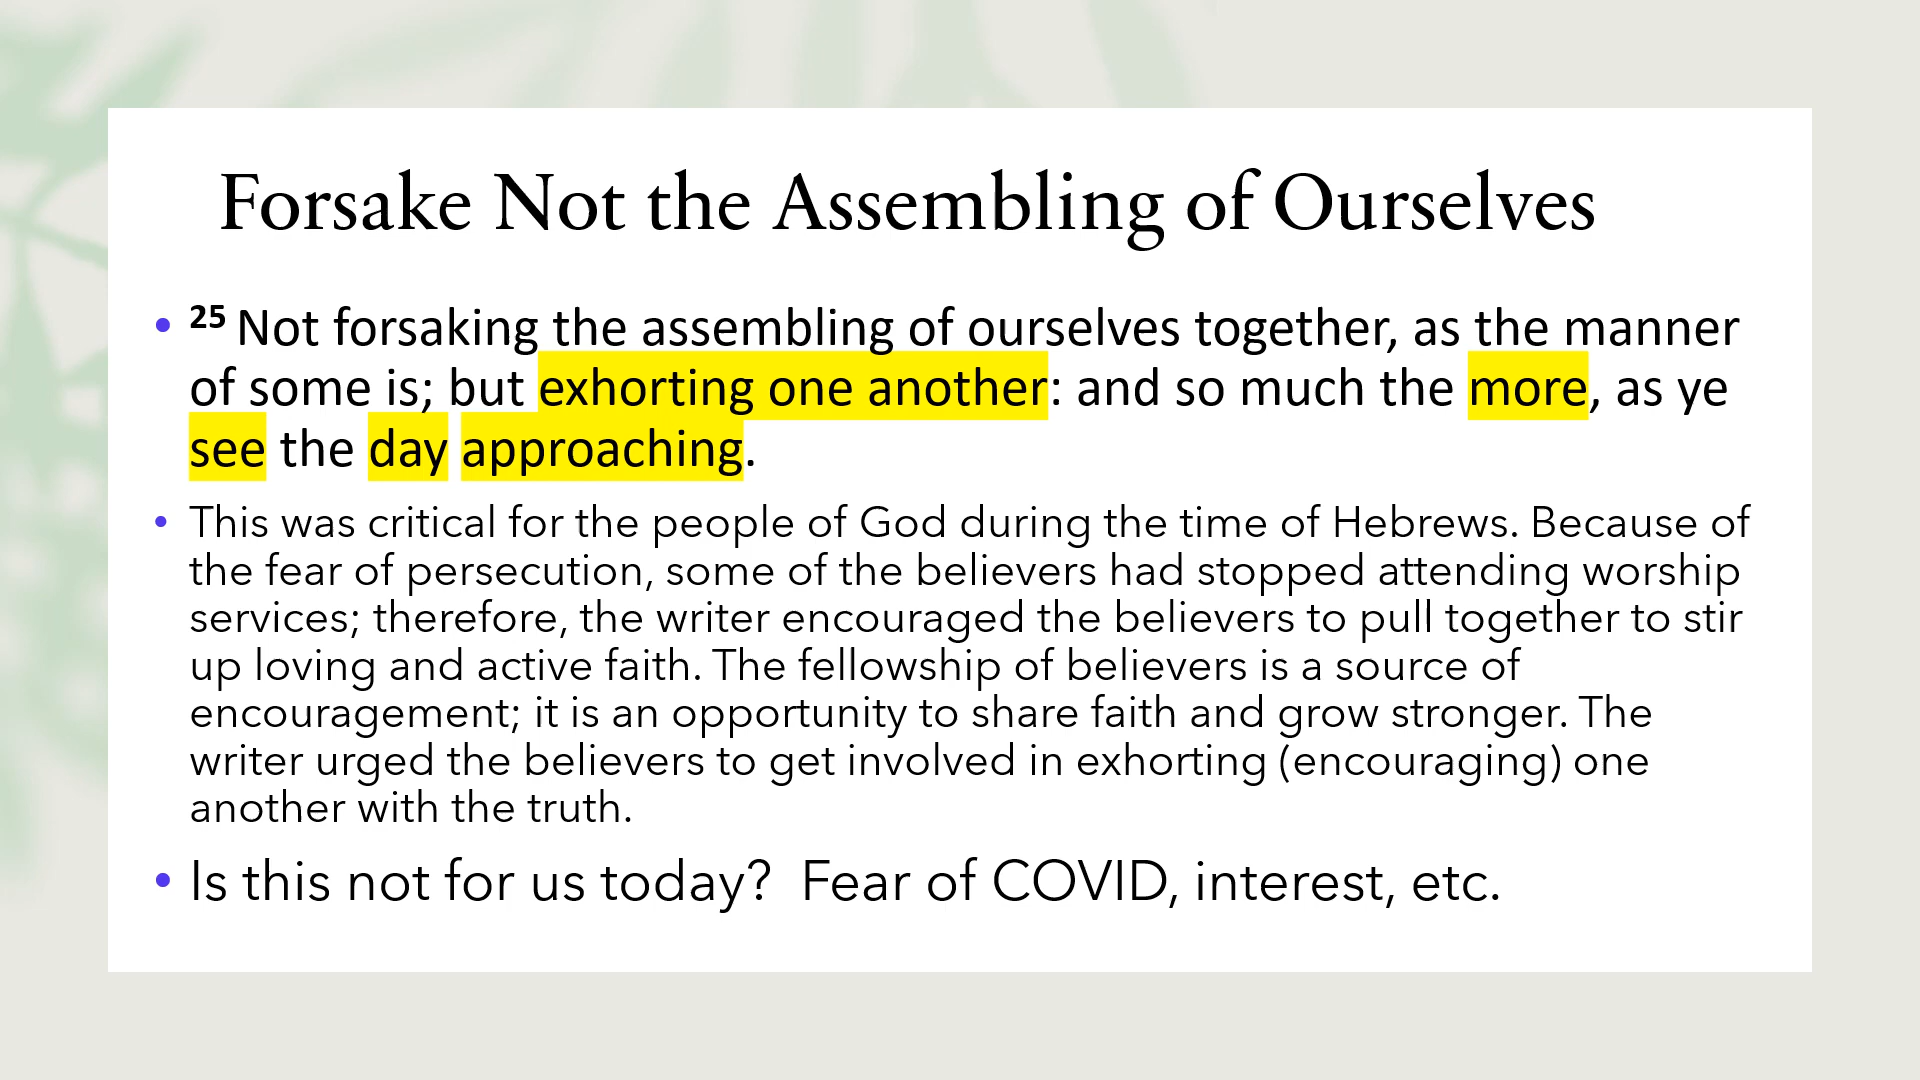 Forsake Not the Assembling of Ourselves
• 25 Not forsaking the assembling of ourselves together, as the manner
of some is; but exhorting one another: and so much the more, as ye
see the day approaching.
• This was critical for the people of God during the time of Hebrews. Because of
the fear of persecution, some of the believers had stopped attending worship
services; therefore, the writer encouraged the believers to pull together to stir
up loving and active faith. The fellowship of believers is a source of
encouragement; it is an opportunity to share faith and grow stronger. The
writer urged the believers to get involved in exhorting (encouraging) one
another with the truth.
• Is this not for us today?  Fear of COVID, interest, etc.